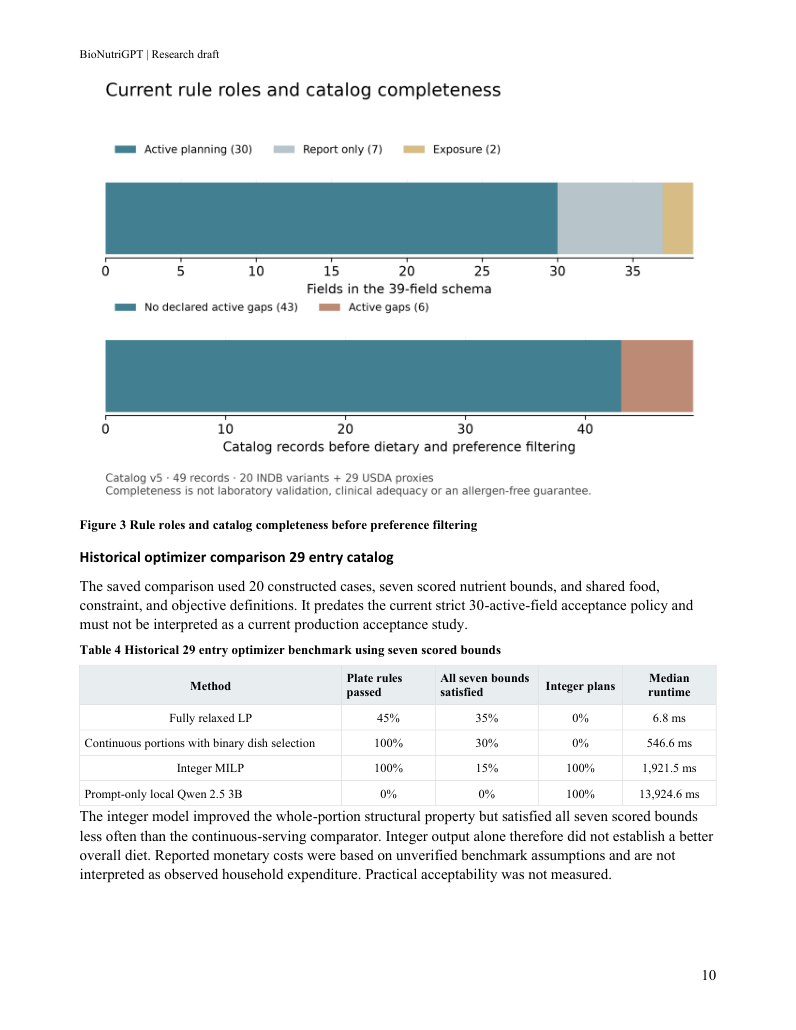 BioNutriGPT | Research draft
Current rule roles and catalog completeness
Active planning (30) Report only (7) Exposure (2)
0 5 10 15 20 25 30 35
Fields in the 39-field schema
No declared active gaps (43) Active gaps (6)
0 10 20 30 40
Catalog records before dietary and preference filtering
Catalog v5 · 49 records · 20 INDB variants + 29 USDA proxies
Completeness is not laboratory validation, clinical adequacy or an allergen-free guarantee.
Figure 3 Rule roles and catalog completeness before preference filtering
Historical optimizer comparison 29 entry catalog
The saved comparison used 20 constructed cases, seven scored nutrient bounds, and shared food,
constraint, and objective definitions. It predates the current strict 30-active-field acceptance policy and
must not be interpreted as a current production acceptance study.
Table 4 Historical 29 entry optimizer benchmark using seven scored bounds
Method Plate rules passed All seven bounds satisfied Integer plans Median runtime
Fully relaxed LP 45% 35% 0% 6.8 ms
Continuous portions with binary dish selection 100% 30% 0% 546.6 ms
Integer MILP 100% 15% 100% 1,921.5 ms
Prompt-only local Qwen 2.5 3B 0% 0% 100% 13,924.6 ms
The integer model improved the whole-portion structural property but satisfied all seven scored bounds
less often than the continuous-serving comparator. Integer output alone therefore did not establish a better
overall diet. Reported monetary costs were based on unverified benchmark assumptions and are not
interpreted as observed household expenditure. Practical acceptability was not measured.
10